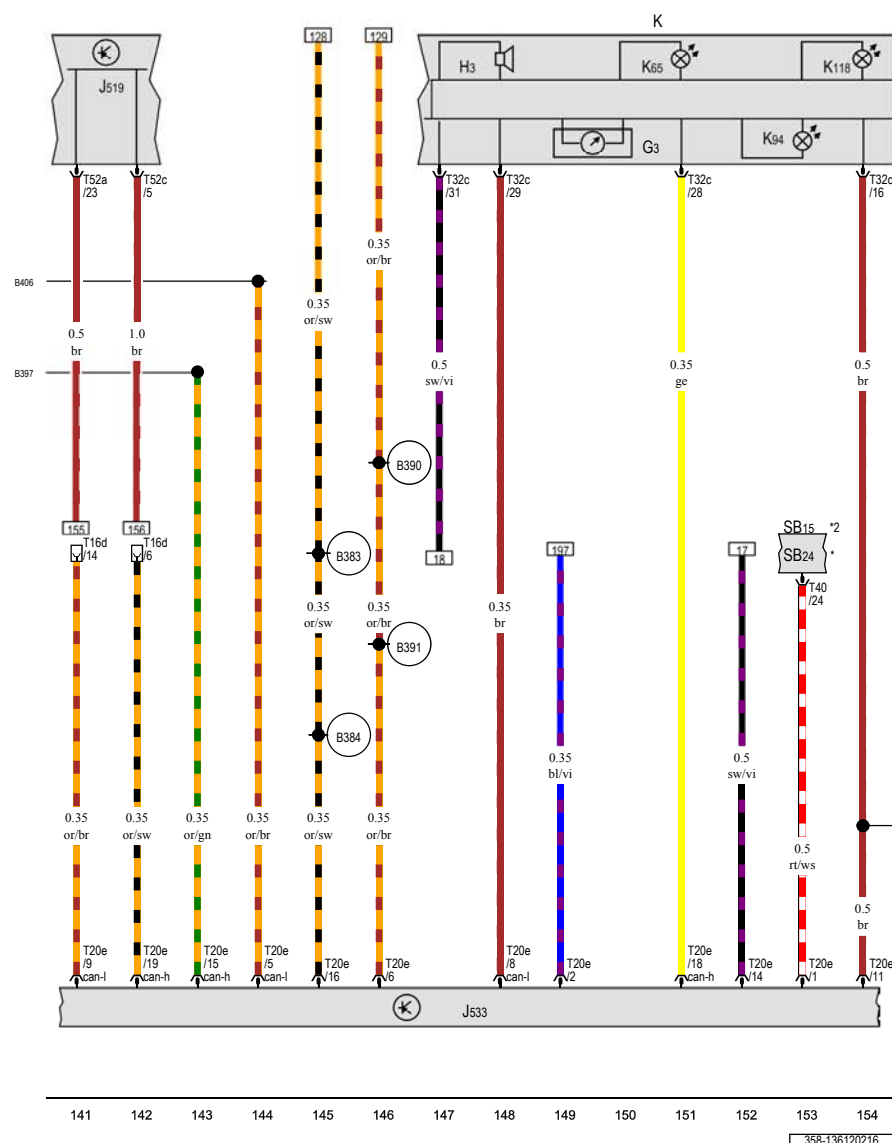 K
128
129
H3
K65
K118
J519
G3
K94
T52a
/23
T52c
/5
T32c
/31
T32c
/29
T32c
/28
T32c
/16
0.35
or/br
B406
0.35
or/sw
0.5
br
1.0
br
0.5
sw/vi
0.35
ge
0.5
br
B397
B390
155
156
T16d
/14
T16d
/6
B383
18
197
17
SB15
*2
SB24
*
T40
/24
0.35
or/sw
0.35
or/br
0.35
br
B391
B384
0.35
bl/vi
0.5
sw/vi
0.35
or/br
0.35
or/sw
0.35
or/gn
0.35
or/br
0.35
or/sw
0.35
or/br
0.5
rt/ws
0.5
br
T20e
/9
can-l
T20e
/19
can-h
T20e
/15
can-h
T20e
/5
can-l
T20e
/16
T20e
/6
T20e
/8
can-l
T20e
/2
T20e
/18
can-h
T20e
/14
T20e
/1
T20e
/11
J533
141 142 143 144 145 146 147 148 149 150 151 152 153 154
358-136120216